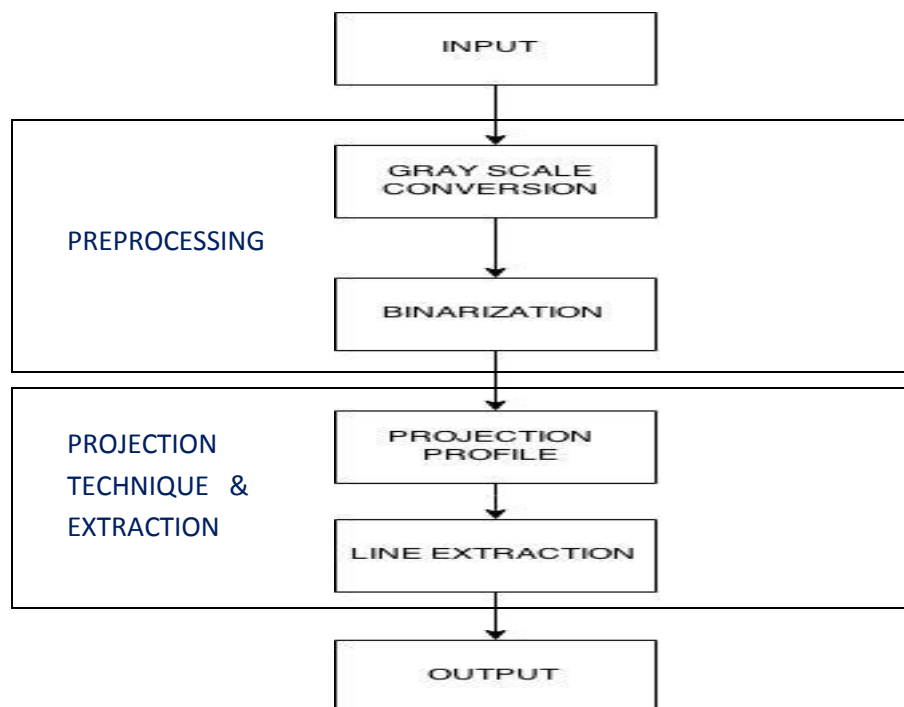 INPUT
GRAY SCALE
CONVERSION
PREPROCESSING
BINARIZATION
PROJECTION
PROFILE
PROJECTION
TECHNIQUE & 
EXTRACTION
LINE EXTRACTION
OUTPUT